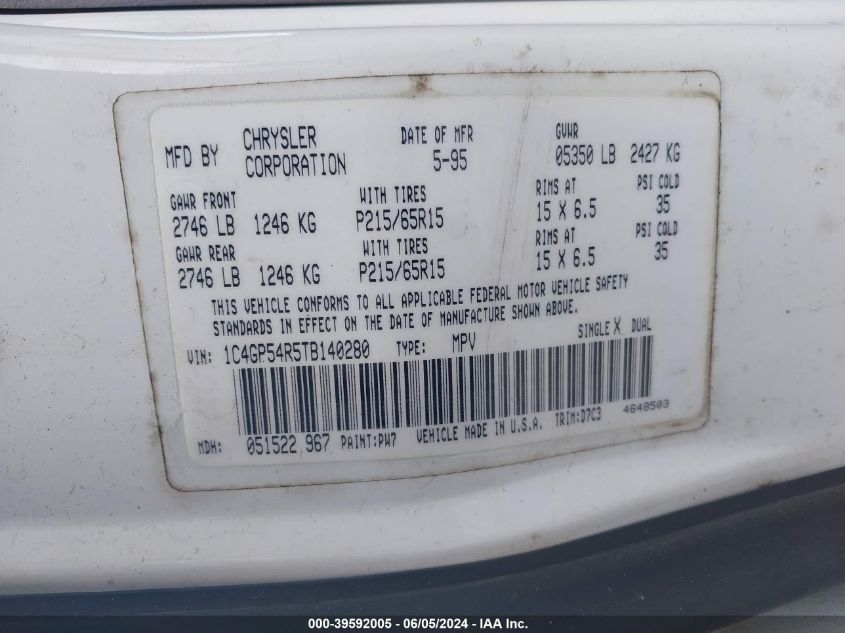 MFD BY CHRYSLER CORPORATION DATE OF MFR 5-95 GVWR 05350 LB 2427 KG
GAWR FRONT WITH TIRES RIMS AT PSI COLD
2746 LB 1246 KG P215/65R15 15 X 6.5 35
GAWR REAR WITH TIRES RIMS AT PSI COLD
2746 LB 1246 KG P215/65R15 15 X 6.5 35
THIS VEHICLE CONFORMS TO ALL APPLICABLE FEDERAL MOTOR VEHICLE SAFETY
STANDARDS IN EFFECT ON THE DATE OF MANUFACTURE SHOWN ABOVE.
VIN: 1C4GP54R5TB140280 TYPE: MPV SINGLE X DUAL
MDH: 051522 967 PAINT:PW7 VEHICLE MADE IN U.S.A. TRIM:D7C3 4648503
000-39592005 - 06/05/2024 - IAA Inc.